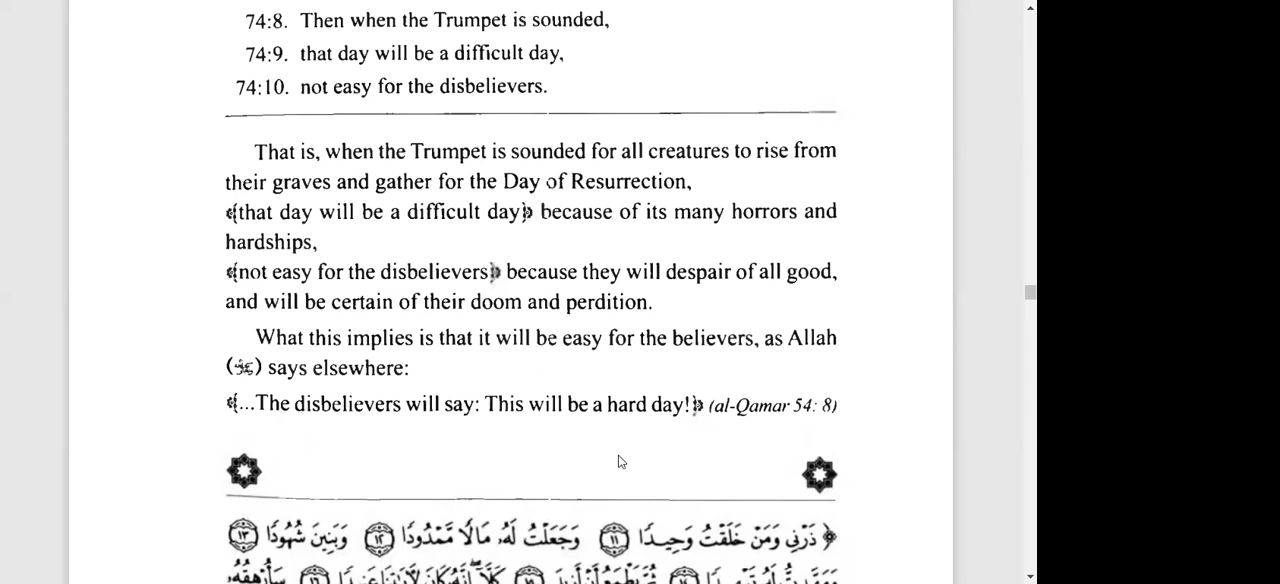 74:8. Then when the Trumpet is sounded,
74:9. that day will be a difficult day,
74:10. not easy for the disbelievers.
That is, when the Trumpet is sounded for all creatures to rise from
their graves and gather for the Day of Resurrection,
﴾that day will be a difficult day﴿ because of its many horrors and
hardships,
﴾not easy for the disbelievers﴿ because they will despair of all good,
and will be certain of their doom and perdition.
What this implies is that it will be easy for the believers, as Allah
() says elsewhere:
﴾...The disbelievers will say: This will be a hard day!﴿ (al-Qamar 54: 8)
﴿ ذَرْنِى وَمَنْ خَلَقْتُ وَحِيدًا ١١ وَجَعَلْتُ لَهُۥ مَالًا مَّمْدُودًا ١٢ وَبَنِينَ شُهُودًا ١٣